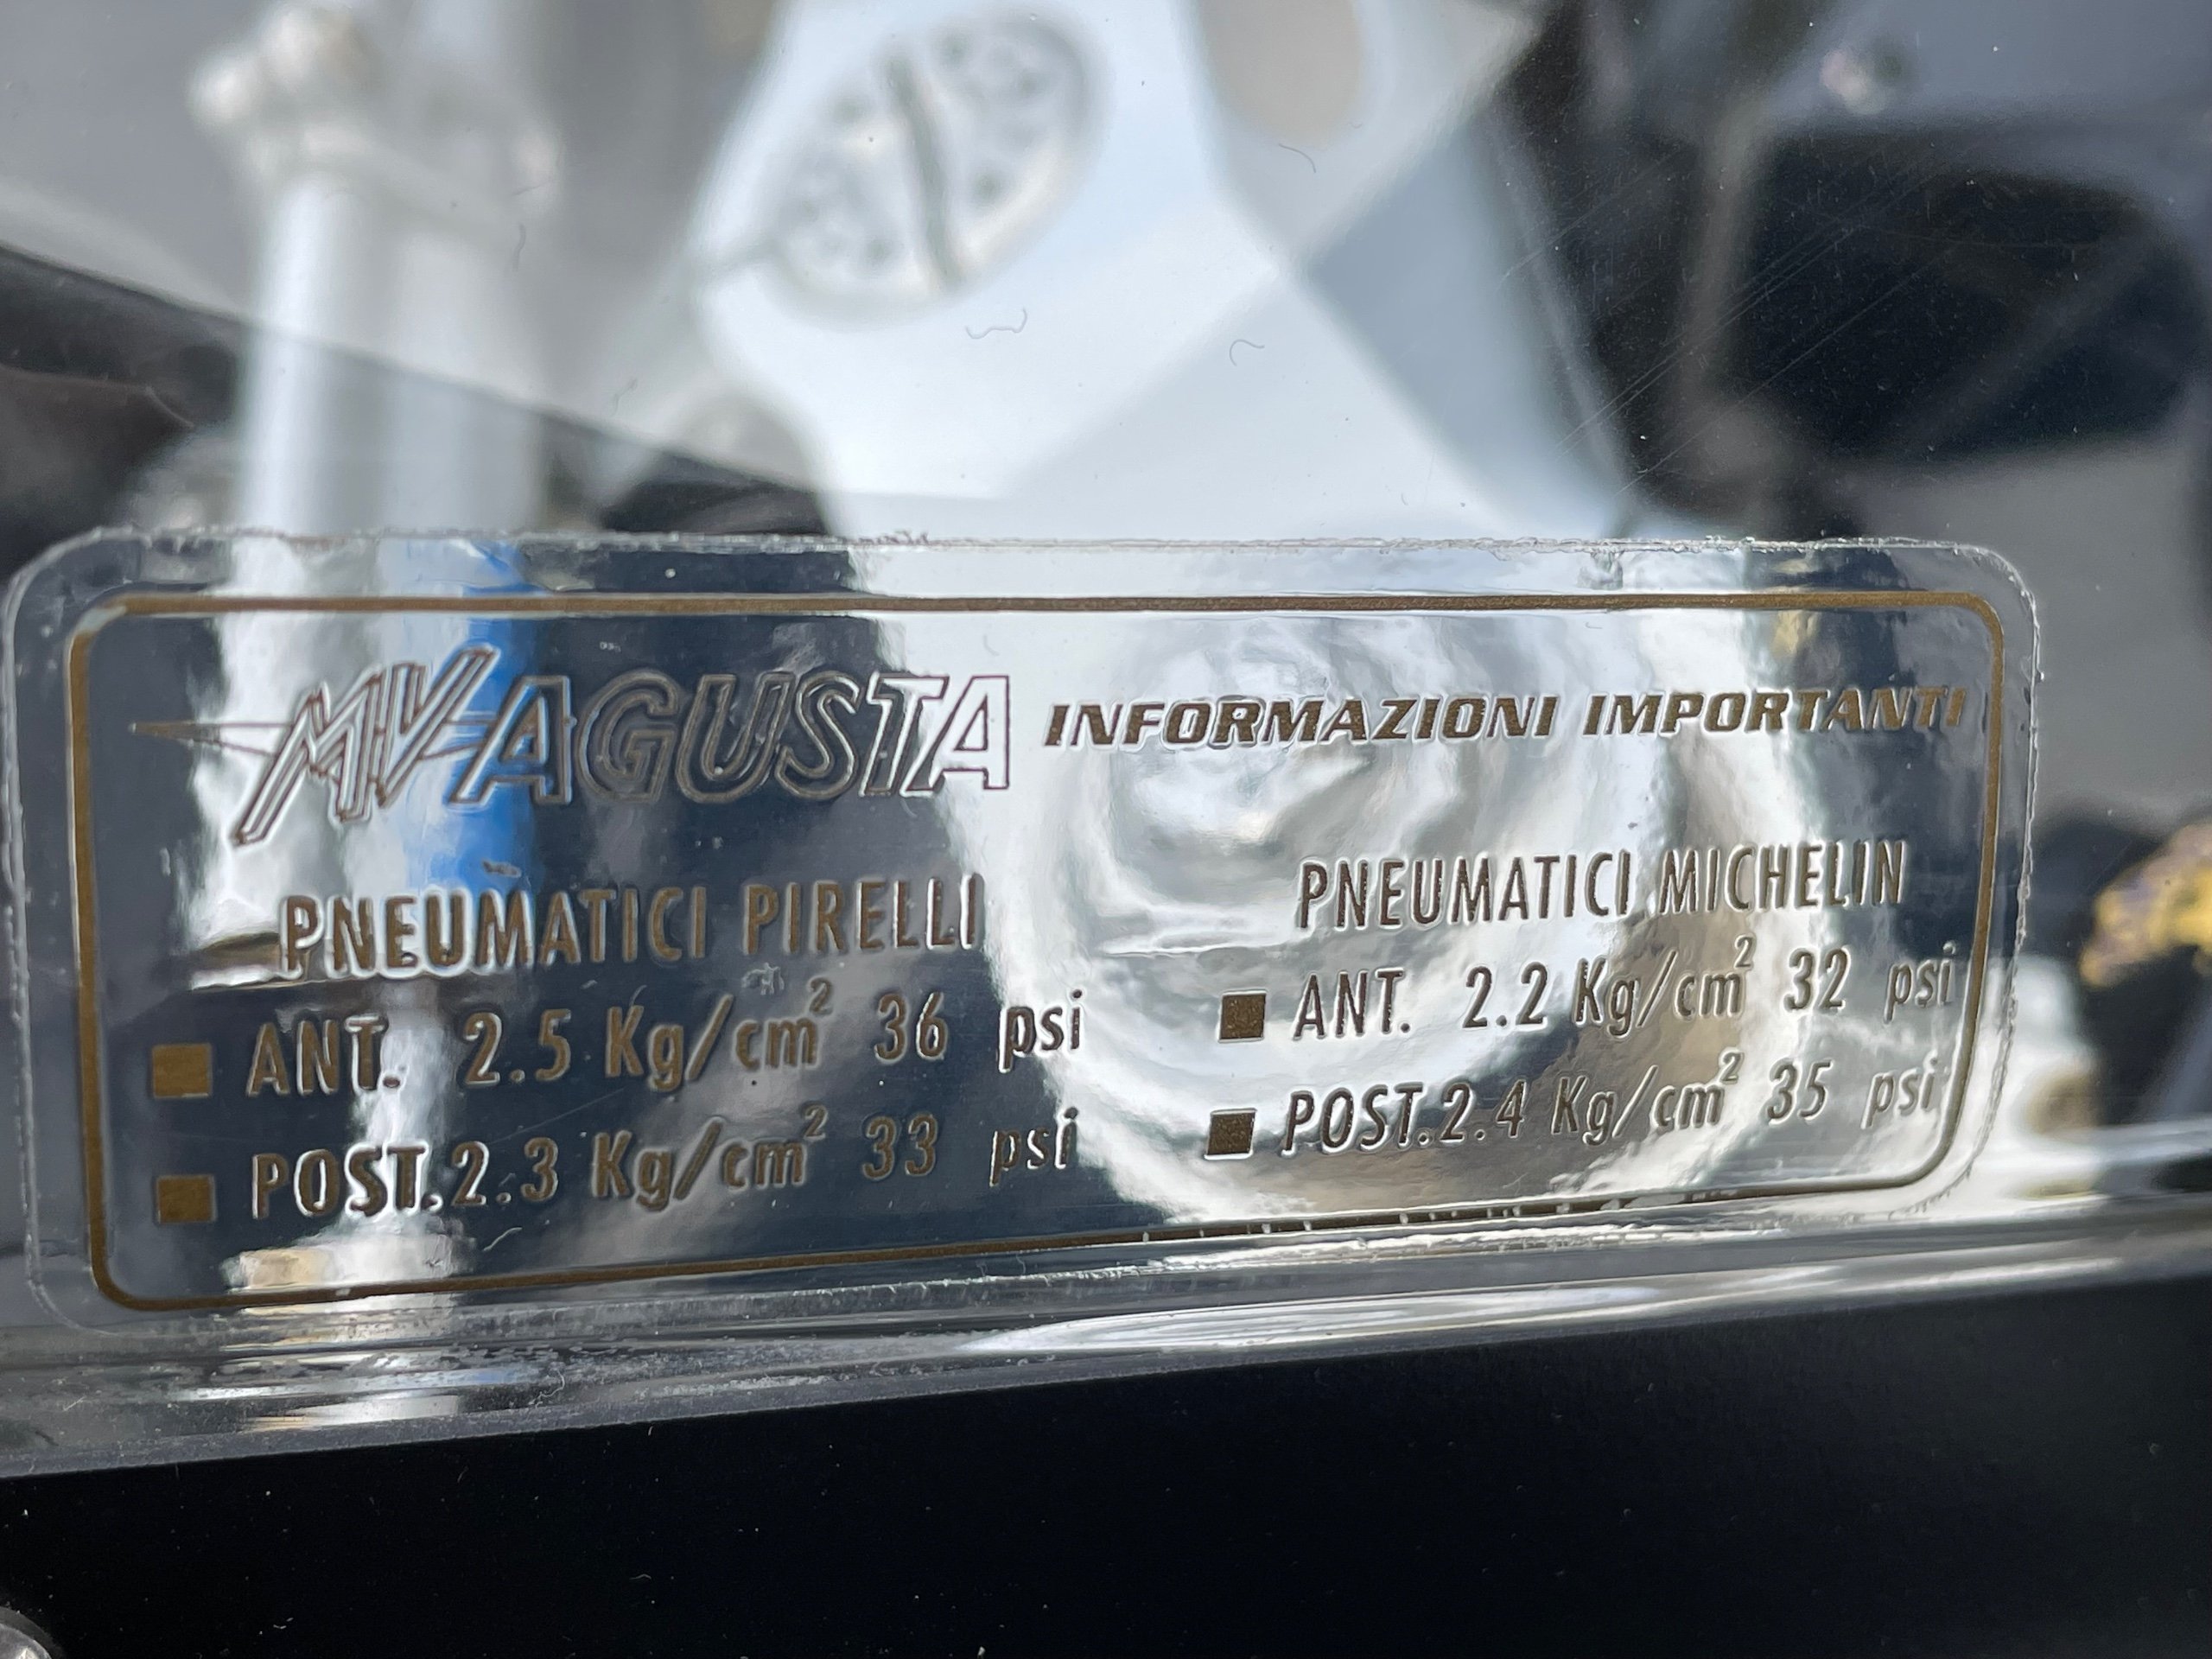 MV AGUSTA INFORMAZIONI IMPORTANTI
PNEUMATICI PIRELLI
ANT. 2.5 Kg/cm² 36 psi
POST. 2.3 Kg/cm² 33 psi
PNEUMATICI MICHELIN
ANT. 2.2 Kg/cm² 32 psi
POST. 2.4 Kg/cm² 35 psi